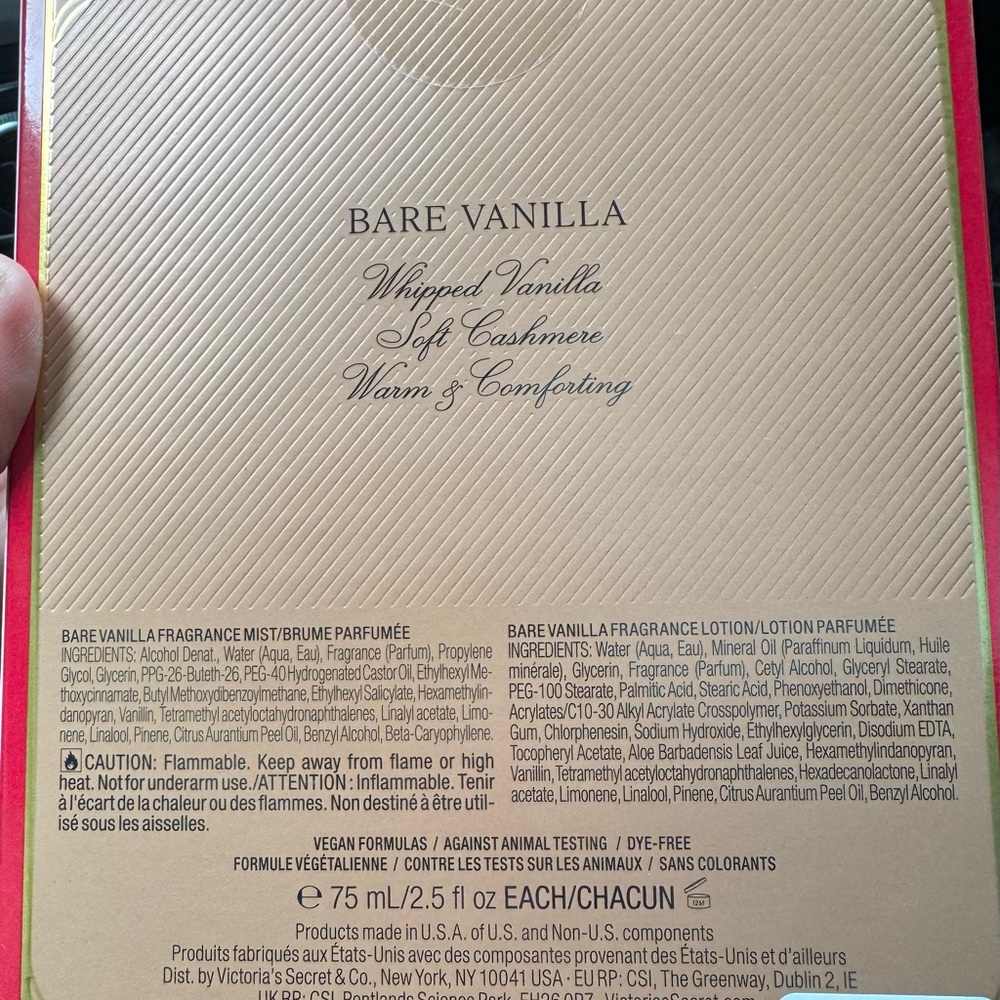 BARE VANILLA
Whipped Vanilla
Soft Cashmere
Warm & Comforting
BARE VANILLA FRAGRANCE MIST/BRUME PARFUMÉE
INGREDIENTS: Alcohol Denat., Water (Aqua, Eau), Fragrance (Parfum), Propylene
Glycol, Glycerin, PPG-26-Buteth-26, PEG-40 Hydrogenated Castor Oil, Ethylhexyl Me-
thoxycinnamate, Butyl Methoxydibenzoylmethane, Ethylhexyl Salicylate, Hexamethylin-
danopyran, Vanillin, Tetramethyl acetyloctahydronaphthalenes, Linalyl acetate, Limo-
nene, Linalool, Pinene, Citrus Aurantium Peel Oil, Benzyl Alcohol, Beta-Caryophyllene.
CAUTION: Flammable. Keep away from flame or high
heat. Not for underarm use./ATTENTION : Inflammable. Tenir
à l'écart de la chaleur ou des flammes. Non destiné à être util-
isé sous les aisselles.
BARE VANILLA FRAGRANCE LOTION/LOTION PARFUMÉE
INGREDIENTS: Water (Aqua, Eau), Mineral Oil (Paraffinum Liquidum, Huile
minérale), Glycerin, Fragrance (Parfum), Cetyl Alcohol, Glyceryl Stearate,
PEG-100 Stearate, Palmitic Acid, Stearic Acid, Phenoxyethanol, Dimethicone,
Acrylates/C10-30 Alkyl Acrylate Crosspolymer, Potassium Sorbate, Xanthan
Gum, Chlorphenesin, Sodium Hydroxide, Ethylhexylglycerin, Disodium EDTA,
Tocopheryl Acetate, Aloe Barbadensis Leaf Juice, Hexamethylindanopyran,
Vanillin, Tetramethyl acetyloctahydronaphthalenes, Hexadecanolactone, Linalyl
acetate, Limonene, Linalool, Pinene, Citrus Aurantium Peel Oil, Benzyl Alcohol.
VEGAN FORMULAS / AGAINST ANIMAL TESTING / DYE-FREE
FORMULE VÉGÉTALIENNE / CONTRE LES TESTS SUR LES ANIMAUX / SANS COLORANTS
℮ 75 mL/2.5 fl oz EACH/CHACUN 12M
Products made in U.S.A. of U.S. and Non-U.S. components
Produits fabriqués aux États-Unis avec des composantes provenant des États-Unis et d'ailleurs
Dist. by Victoria's Secret & Co., New York, NY 10041 USA · EU RP: CSI, The Greenway, Dublin 2, IE
UK RP: CSI, Pentlands Science Park, EH26 0PZ · VictoriasSecret.com